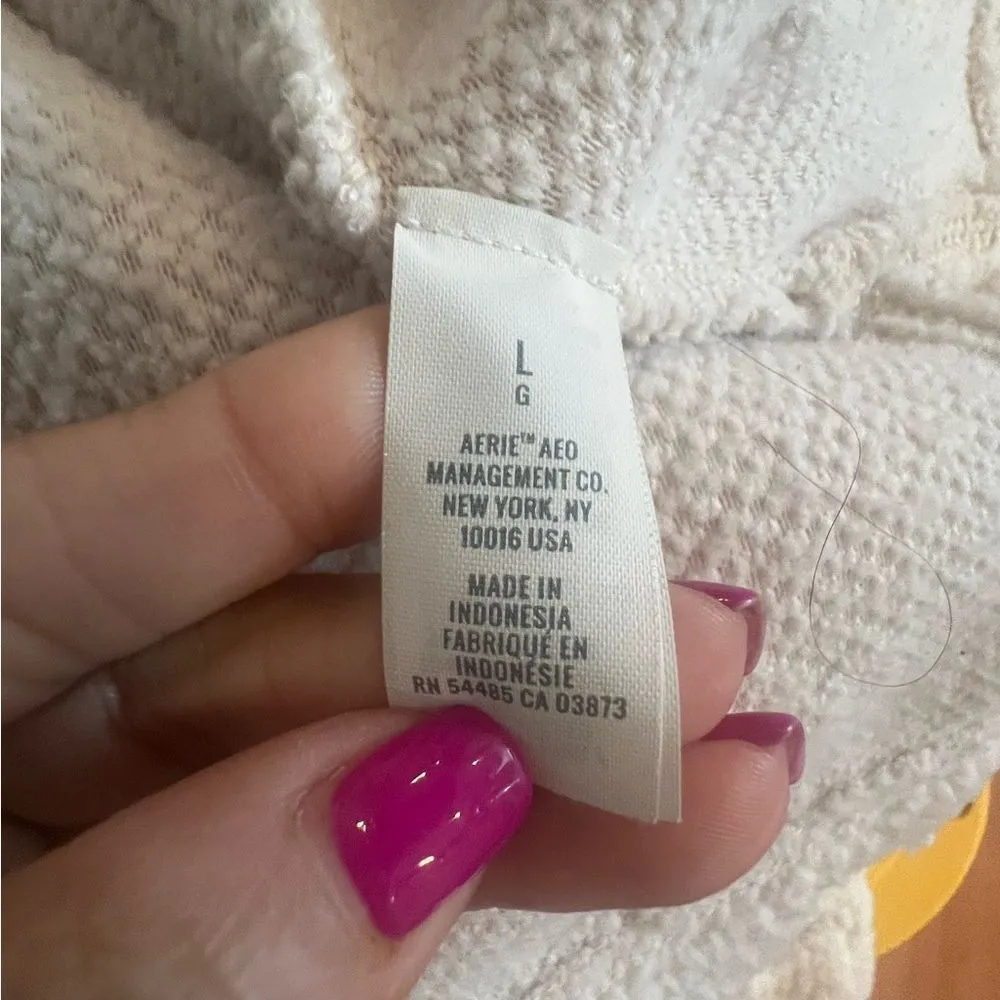 L
G
AERIE™ AEO
MANAGEMENT CO.
NEW YORK, NY
10016 USA
MADE IN
INDONESIA
FABRIQUÉ EN
INDONÉSIE
RN 54485 CA 03873